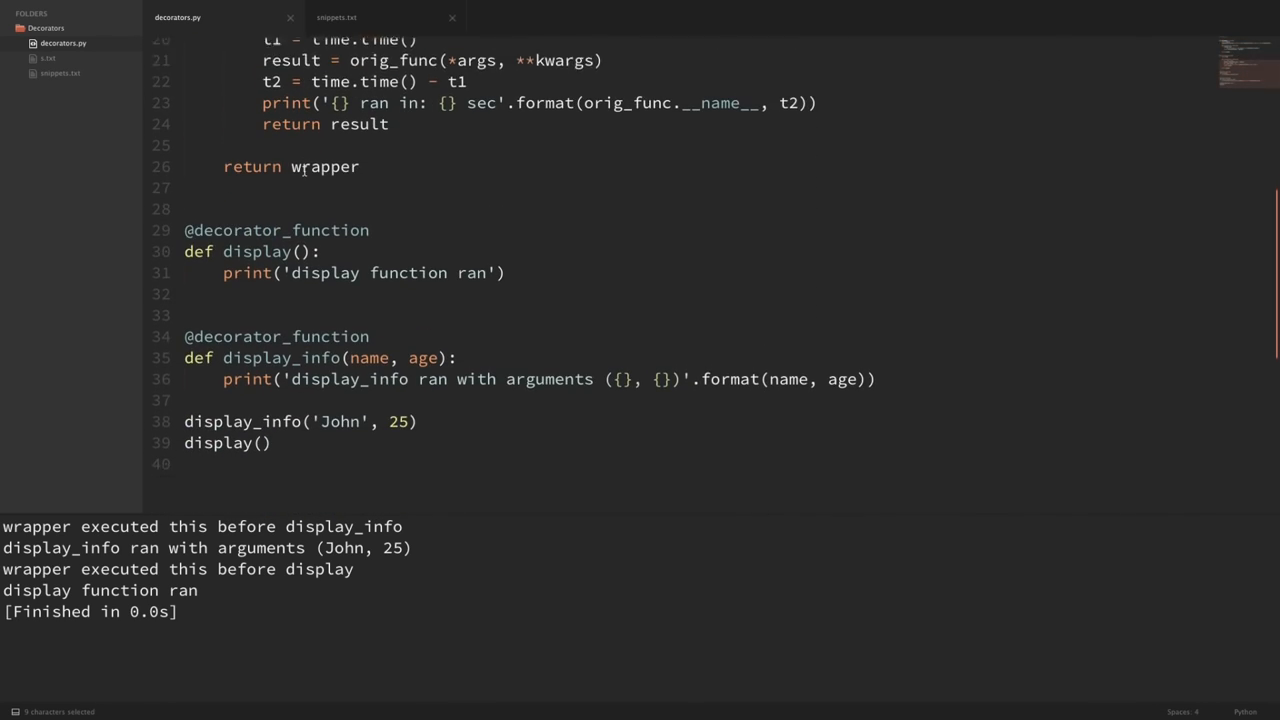 FOLDERS
Decorators
decorators.py
s.txt
snippets.txt
decorators.py
snippets.txt
20 t1 = time.time()
21 result = orig_func(*args, **kwargs)
22 t2 = time.time() - t1
23 print('{} ran in: {} sec'.format(orig_func.__name__, t2))
24 return result
25
26 return wrapper
27
28
29 @decorator_function
30 def display():
31 print('display function ran')
32
33
34 @decorator_function
35 def display_info(name, age):
36 print('display_info ran with arguments ({}, {})'.format(name, age))
37
38 display_info('John', 25)
39 display()
40
wrapper executed this before display_info
display_info ran with arguments (John, 25)
wrapper executed this before display
display function ran
[Finished in 0.0s]
9 characters selected
Spaces: 4
Python